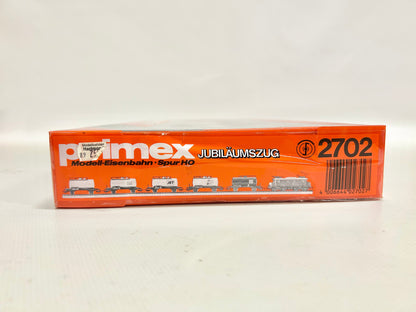 primex
Modell-Eisenbahn · Spur HO
JUBILÄUMSZUG
2702